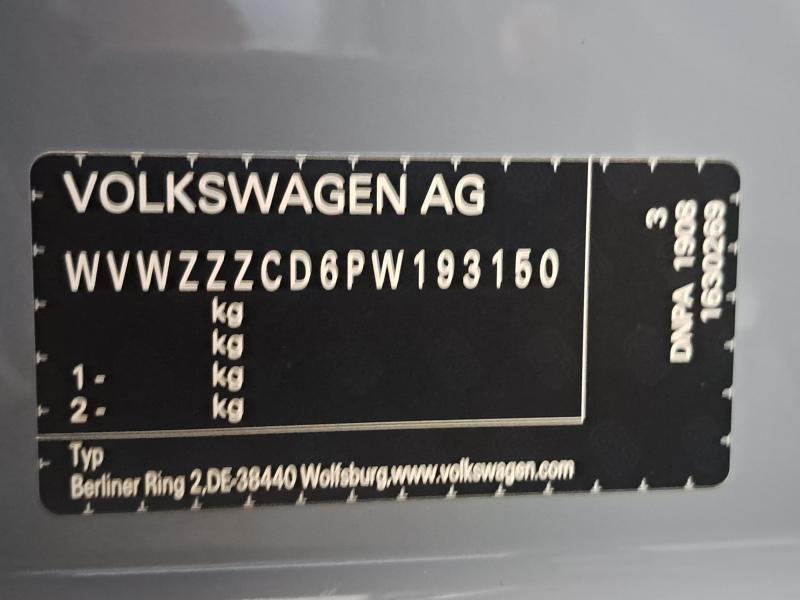 VOLKSWAGEN AG
WVWZZZCD6PW193150
kg
kg
1 - kg
2 - kg
Typ
Berliner Ring 2,DE-38440 Wolfsburg,www.volkswagen.com
3
DNPA 1908
1630269